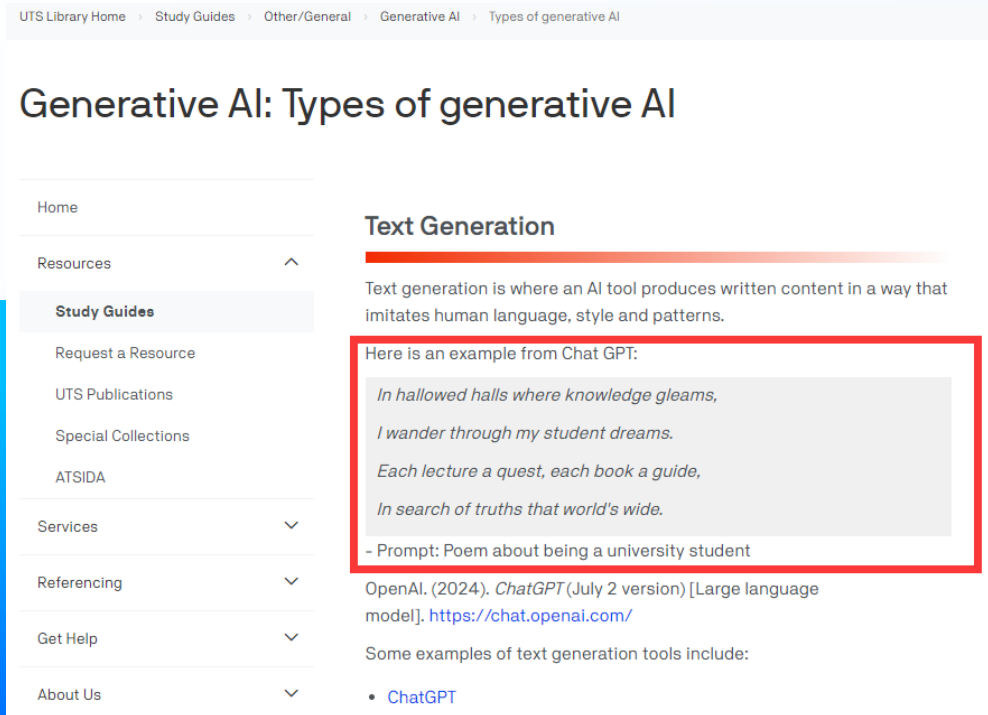 UTS Library Home › Study Guides › Other/General › Generative AI › Types of generative AI
Generative AI: Types of generative AI
Home
Resources
Study Guides
Request a Resource
UTS Publications
Special Collections
ATSIDA
Services
Referencing
Get Help
About Us
Text Generation
Text generation is where an AI tool produces written content in a way that
imitates human language, style and patterns.
Here is an example from Chat GPT:
In hallowed halls where knowledge gleams,
I wander through my student dreams.
Each lecture a quest, each book a guide,
In search of truths that world's wide.
- Prompt: Poem about being a university student
OpenAI. (2024). ChatGPT (July 2 version) [Large language
model]. https://chat.openai.com/
Some examples of text generation tools include:
• ChatGPT